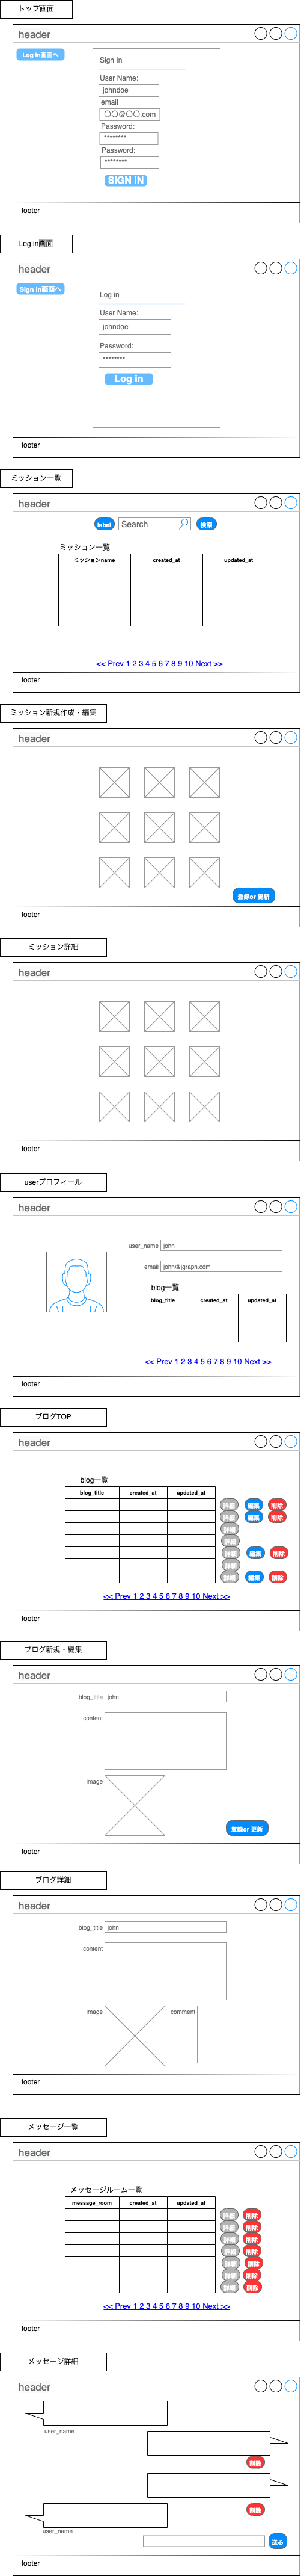 トップ画面
header
Log in画面へ
Sign In
User Name:
johndoe
email
〇〇@〇〇.com
Password:
********
Password:
********
SIGN IN
footer
Log in画面
header
Sign in画面へ
Log in
User Name:
johndoe
Password:
********
Log in
footer
ミッション一覧
header
label Search 検索
ミッション一覧
ミッションname created_at updated_at
<< Prev 1 2 3 4 5 6 7 8 9 10 Next >>
footer
ミッション新規作成・編集
header
登録or 更新
footer
ミッション詳細
header
footer
userプロフィール
header
user_name john
email john@jgraph.com
blog一覧
blog_title created_at updated_at
<< Prev 1 2 3 4 5 6 7 8 9 10 Next >>
footer
ブログTOP
header
blog一覧
blog_title created_at updated_at
詳細 編集 削除
詳細 編集 削除
詳細
詳細
詳細 編集 削除
詳細
詳細 編集 削除
<< Prev 1 2 3 4 5 6 7 8 9 10 Next >>
footer
ブログ新規・編集
header
blog_title john
content
image
登録or 更新
footer
ブログ詳細
header
blog_title john
content
image comment
footer
メッセージ一覧
header
メッセージルーム一覧
message_room created_at updated_at
詳細 削除
詳細 削除
詳細 削除
詳細 削除
詳細 削除
詳細 削除
詳細 削除
<< Prev 1 2 3 4 5 6 7 8 9 10 Next >>
footer
メッセージ詳細
header
user_name
削除
削除
user_name
送る
footer